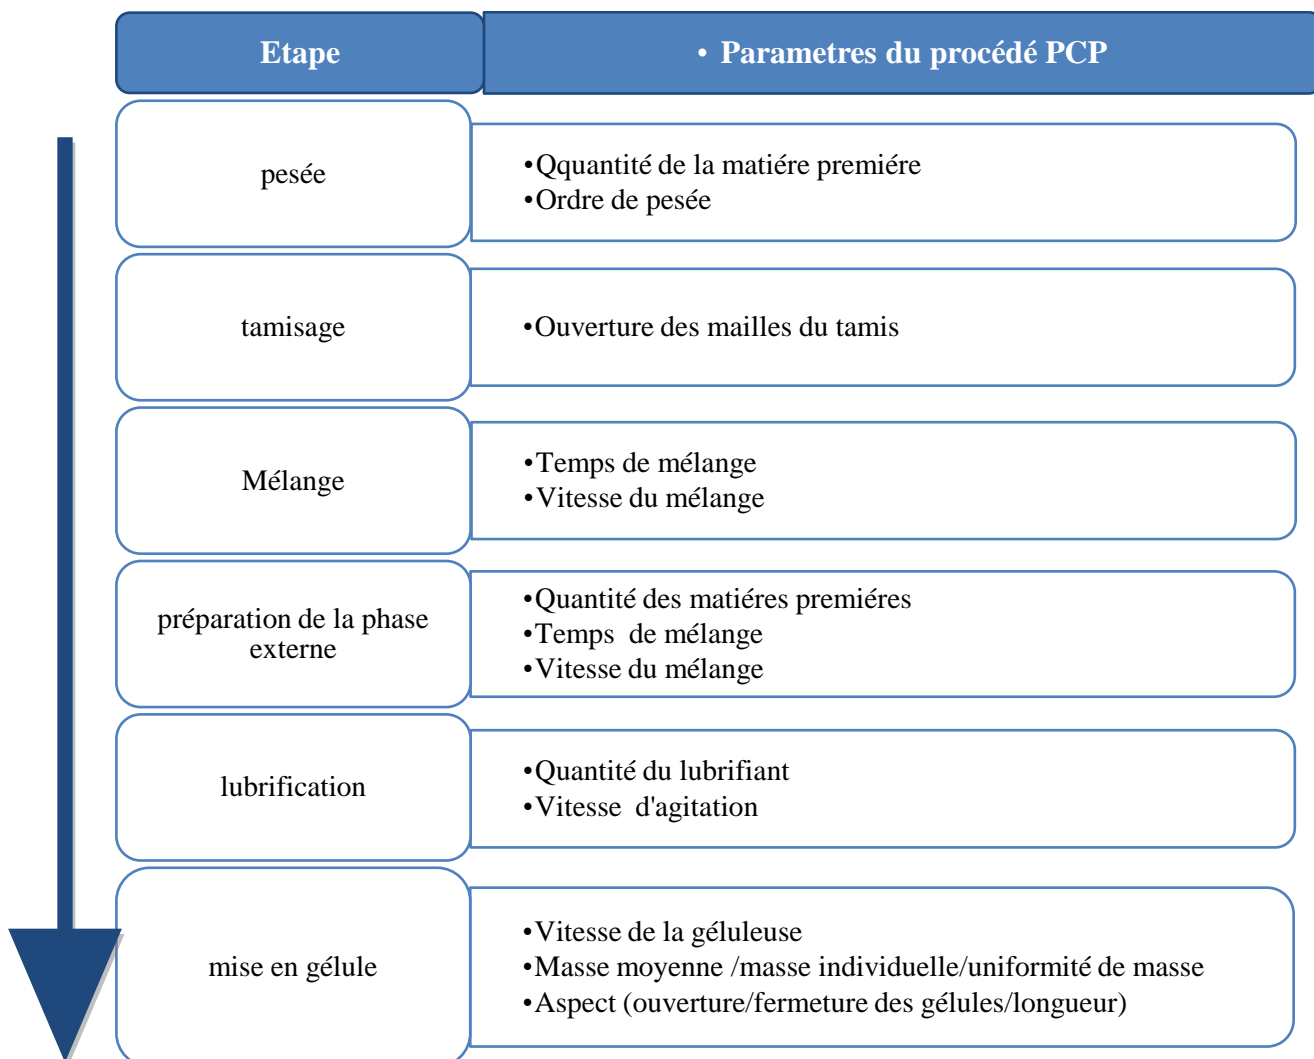 Etape
• Parametres du procédé PCP
pesée
•Qquantité de la matiére premiére
•Ordre de pesée
tamisage
•Ouverture des mailles du tamis
Mélange
•Temps de mélange
•Vitesse du mélange
préparation de la phase
externe
•Quantité des matiéres premiéres
•Temps de mélange
•Vitesse du mélange
lubrification
•Quantité du lubrifiant
•Vitesse d'agitation
mise en gélule
•Vitesse de la géluleuse
•Masse moyenne /masse individuelle/uniformité de masse
•Aspect (ouverture/fermeture des gélules/longueur)